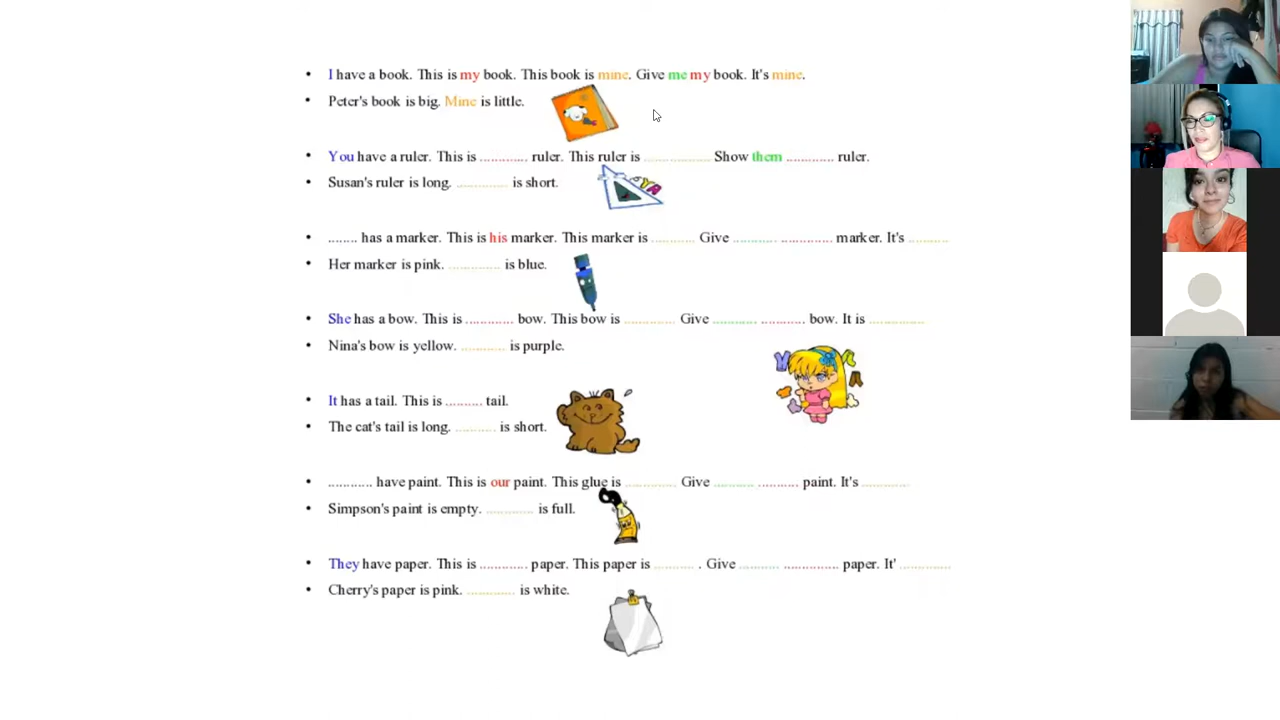 • I have a book. This is my book. This book is mine. Give me my book. It's mine.
• Peter's book is big. Mine is little.
• You have a ruler. This is ............ ruler. This ruler is ................ Show them ............ ruler.
• Susan's ruler is long. ............. is short.
• ........ has a marker. This is his marker. This marker is ........... Give ........... ............. marker. It's ..........
• Her marker is pink. ............. is blue.
• She has a bow. This is ............ bow. This bow is ............. Give ........... ........... bow. It is ..............
• Nina's bow is yellow. ........... is purple.
• It has a tail. This is ......... tail.
• The cat's tail is long. .......... is short.
• ............ have paint. This is our paint. This glue is ............. Give ........... .......... paint. It's ............
• Simpson's paint is empty. ............ is full.
• They have paper. This is ............ paper. This paper is .......... . Give .......... .............. paper. It' .............
• Cherry's paper is pink. ............ is white.